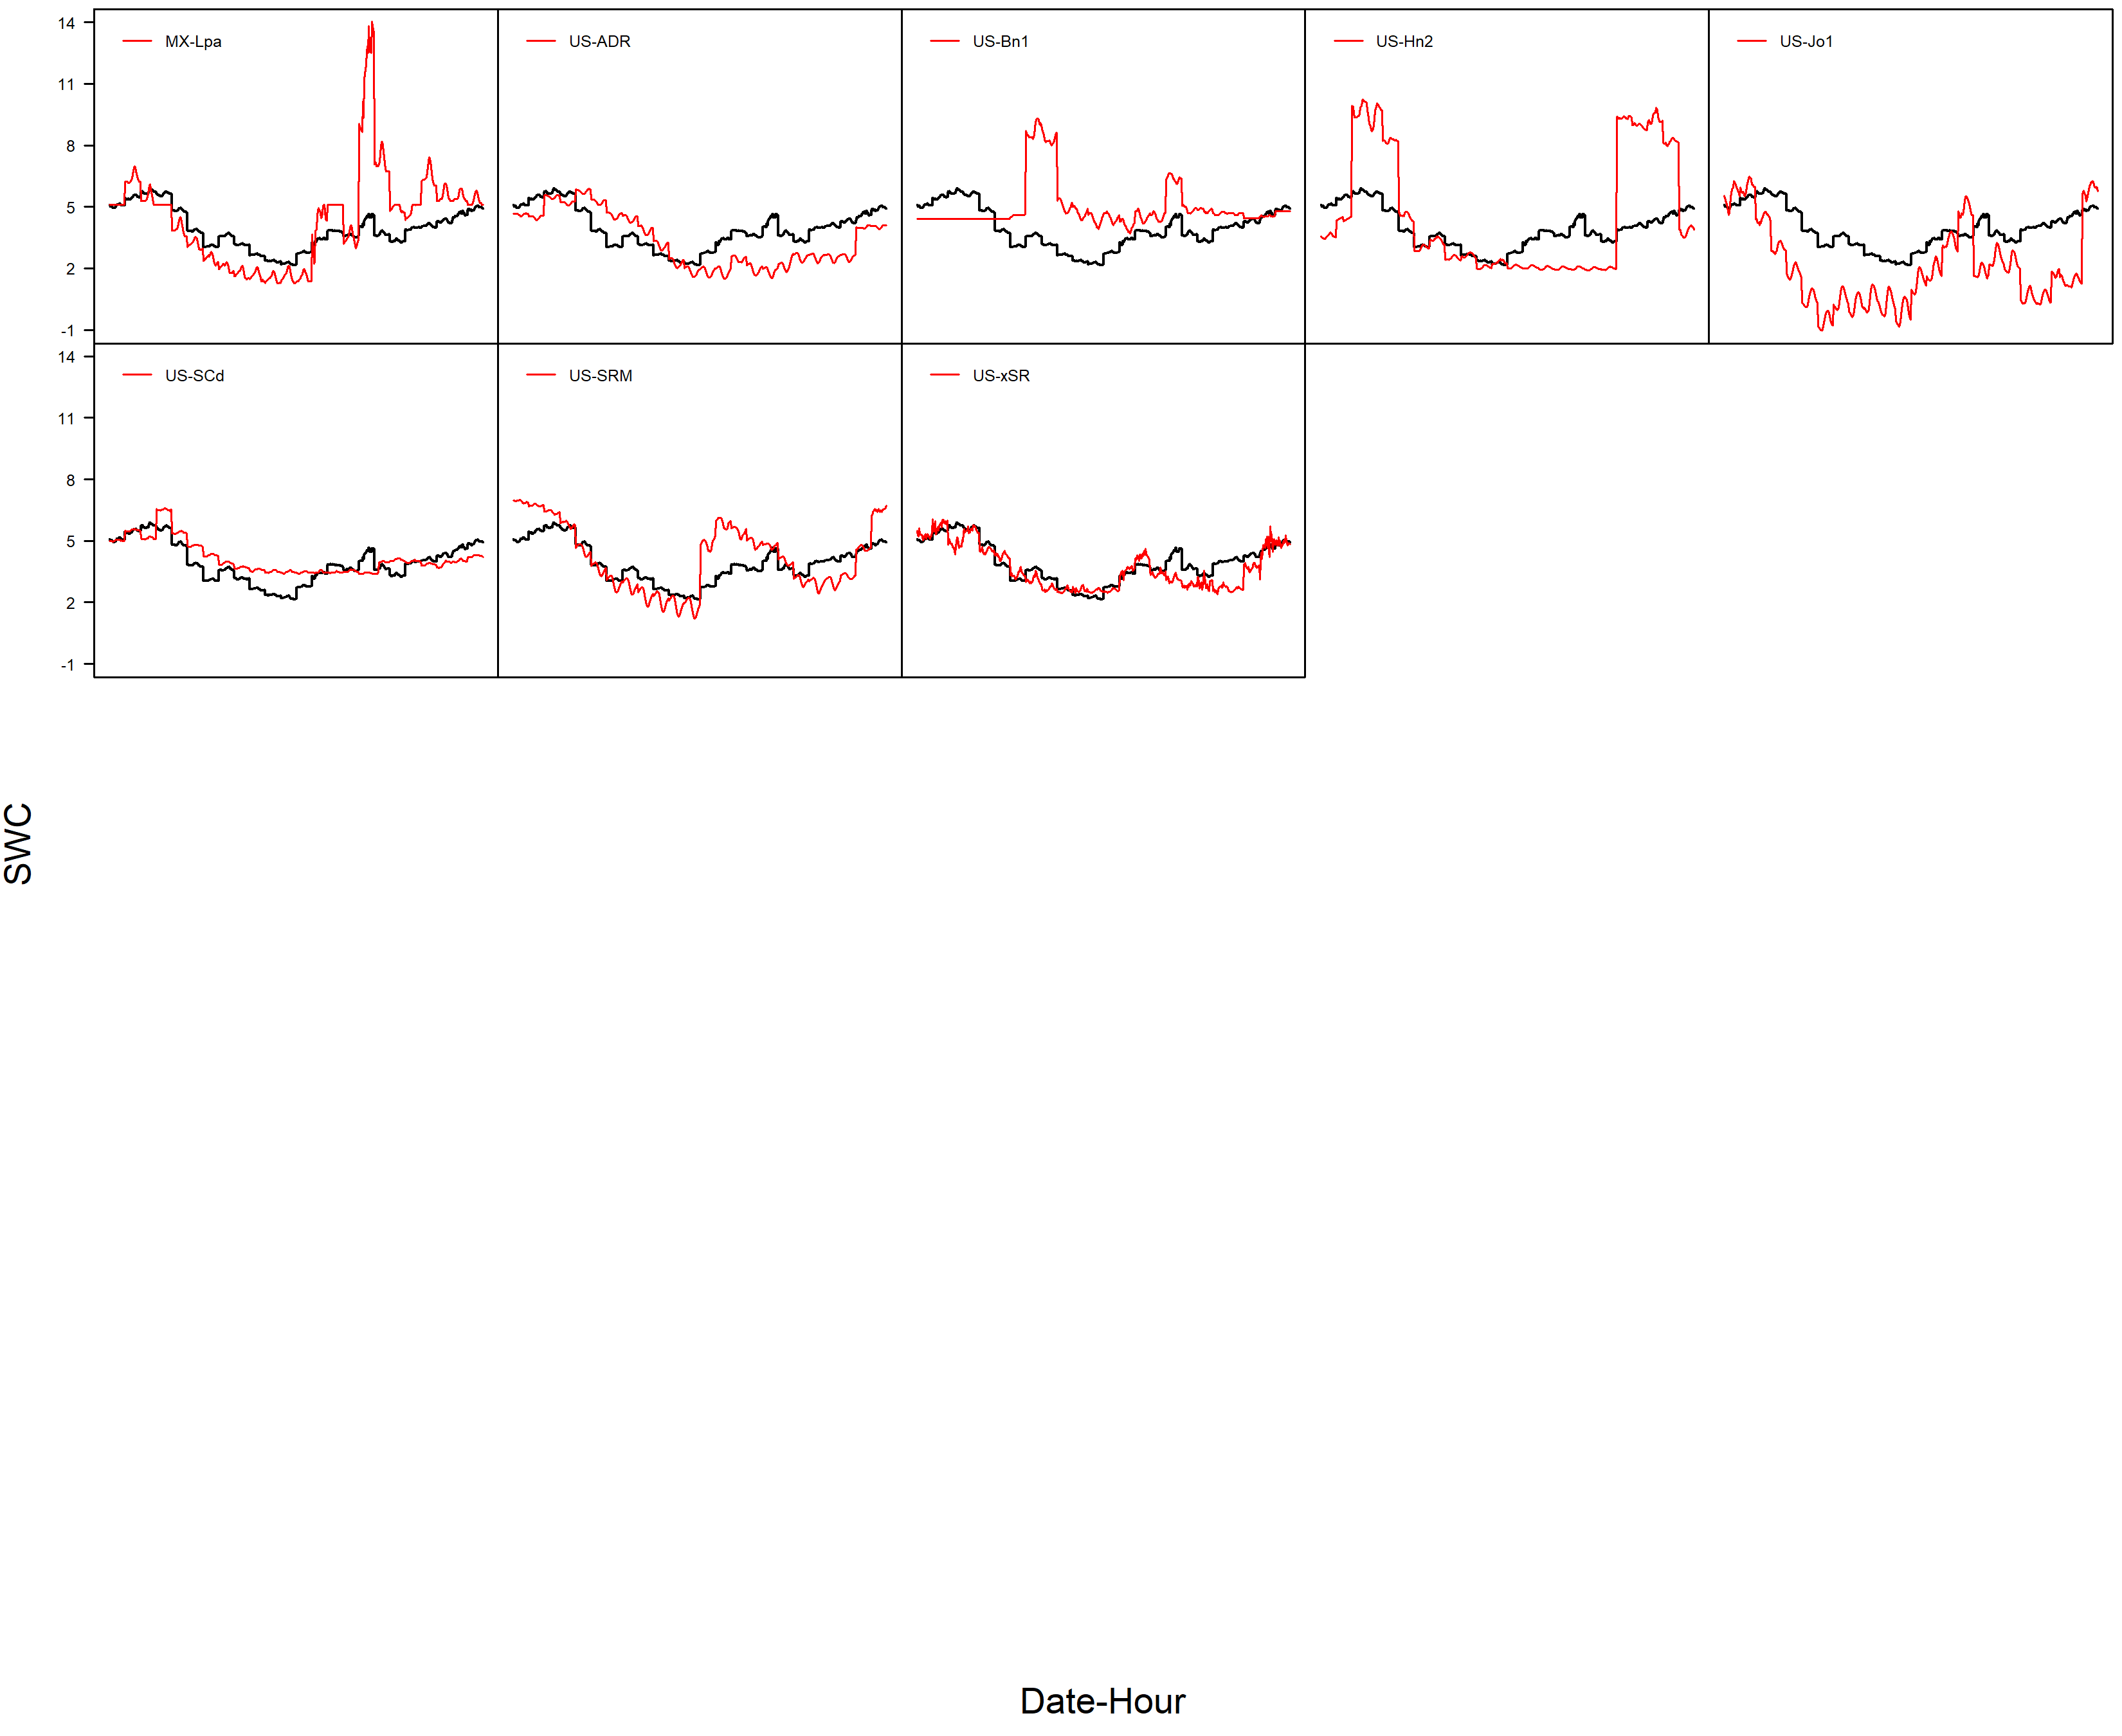 14
11
8
5
2
-1
MX-Lpa
US-ADR
US-Bn1
US-Hn2
US-Jo1
14
11
8
5
2
-1
US-SCd
US-SRM
US-xSR
SWC
Date-Hour